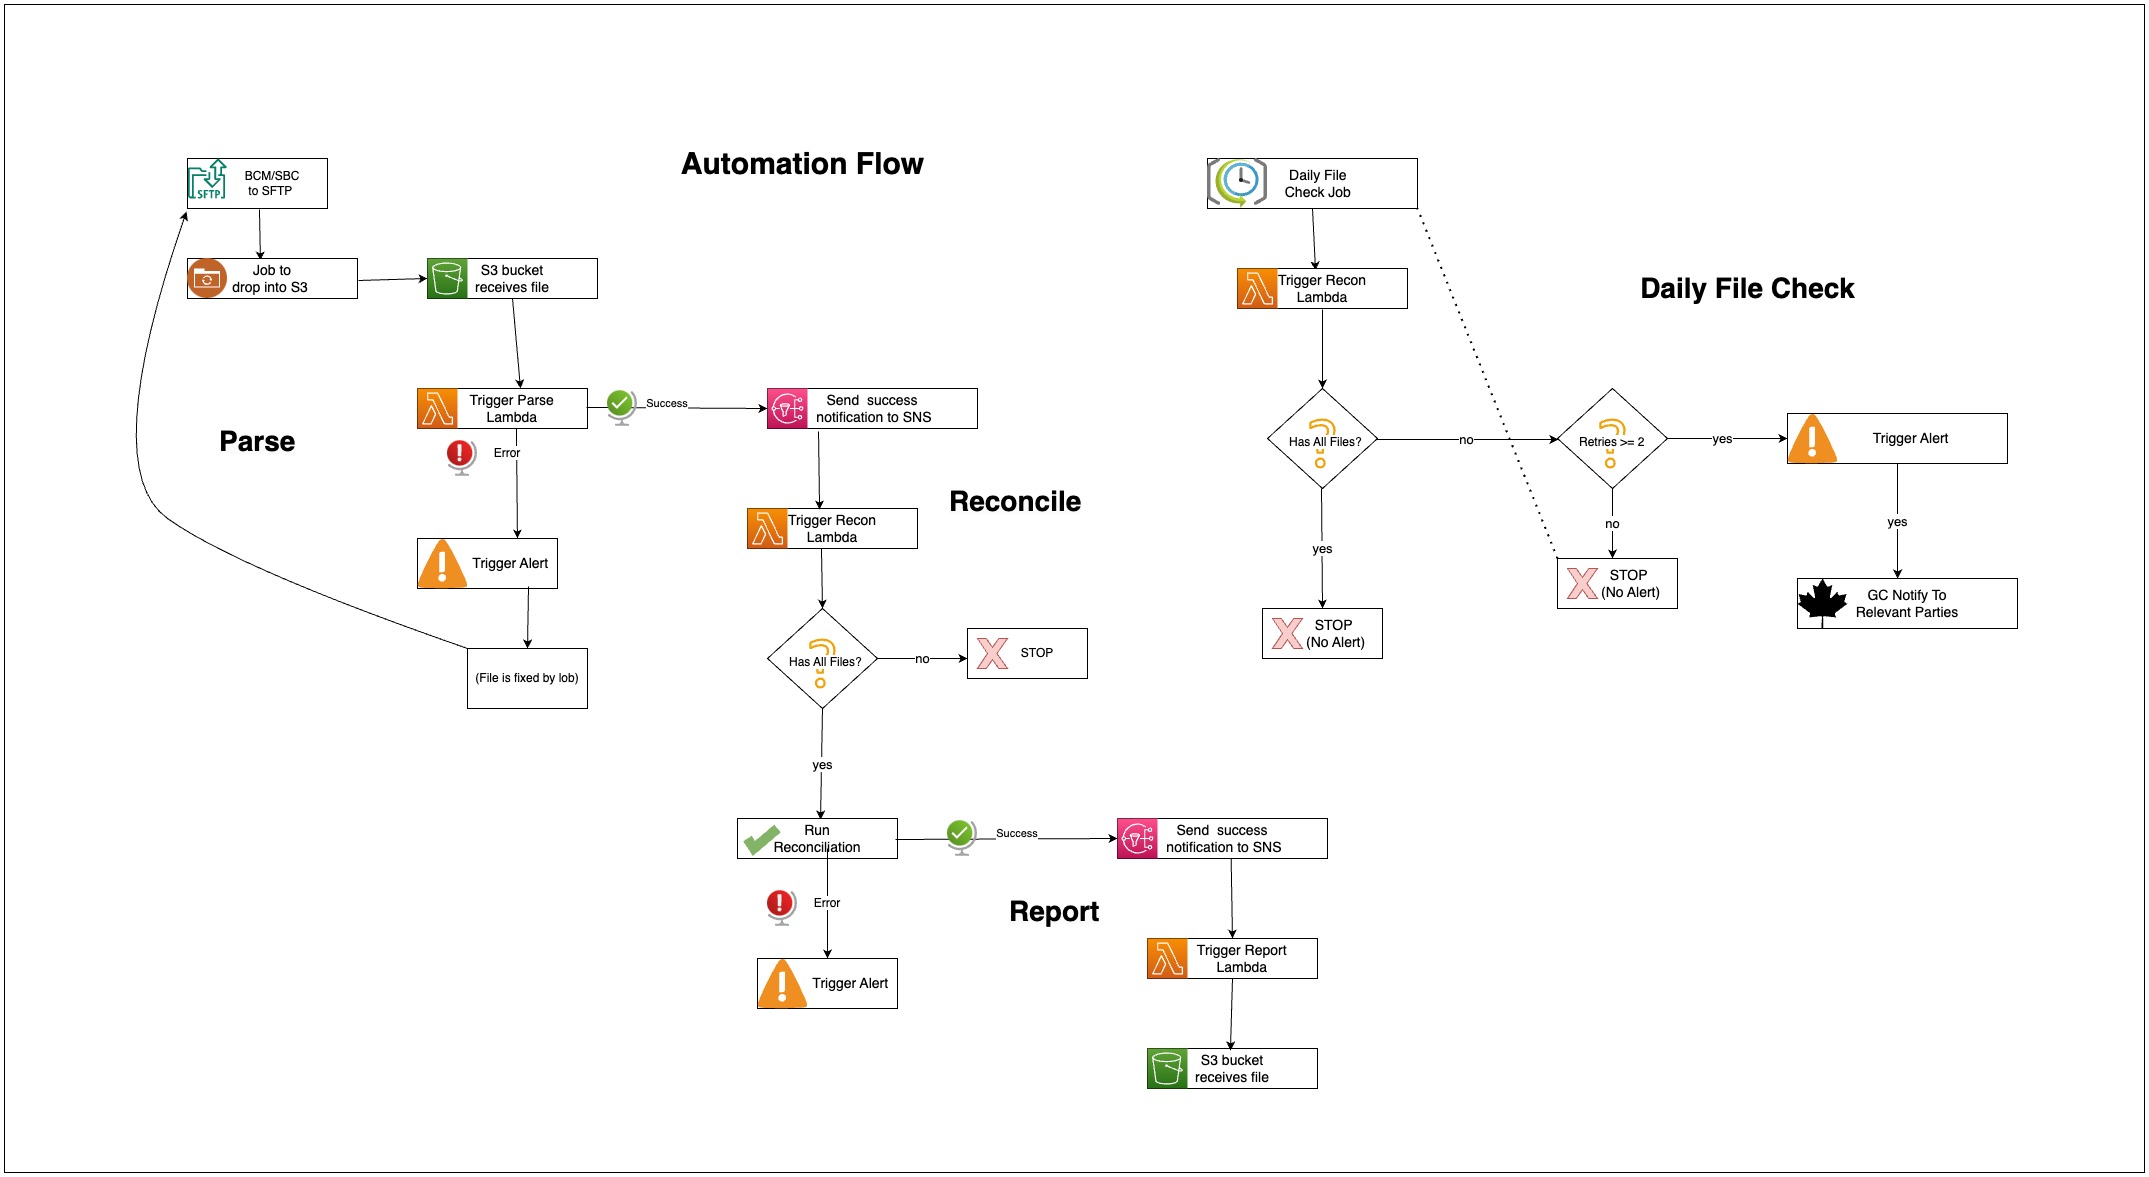 Automation Flow
BCM/SBC
to SFTP
SFTP
Job to
drop into S3
S3 bucket
receives file
Trigger Parse
Lambda
Success
Send success
notification to SNS
Parse
Error
Trigger Alert
(File is fixed by lob)
Reconcile
Trigger Recon
Lambda
Has All Files?
no
STOP
yes
Run
Reconciliation
Success
Send success
notification to SNS
Error
Trigger Alert
Report
Trigger Report
Lambda
S3 bucket
receives file
Daily File
Check Job
Trigger Recon
Lambda
Daily File Check
Has All Files?
no
Retries >= 2
yes
Trigger Alert
yes
STOP
(No Alert)
no
STOP
(No Alert)
yes
GC Notify To
Relevant Parties